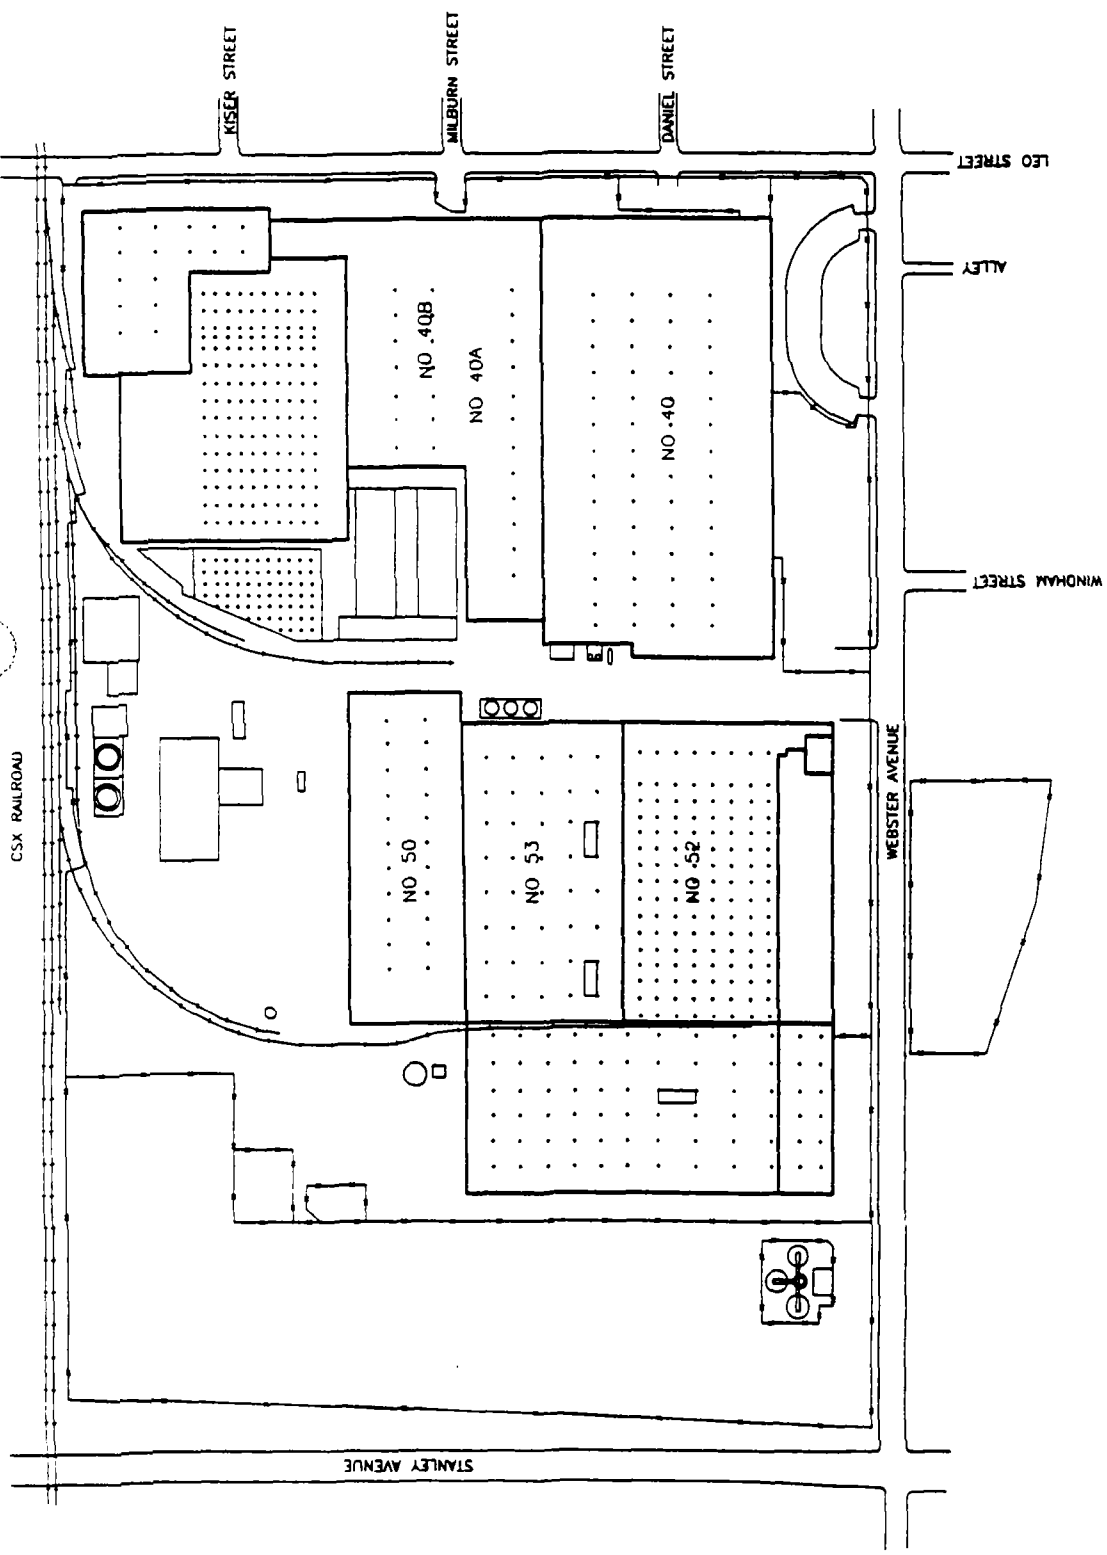 KISER STREET
MILBURN STREET
DANIEL STREET
LEO STREET
ALLEY
NO 40B
NO 40A
NO 40
WINDHAM STREET
CSX RAILROAD
NO 50
NO 53
NO 52
WEBSTER AVENUE
STANLEY AVENUE